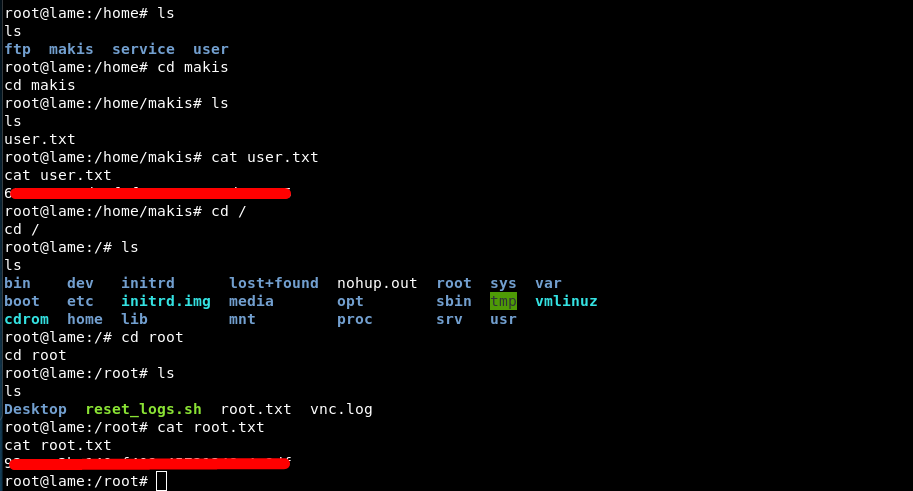 root@lame:/home# ls
ls
ftp  makis  service  user
root@lame:/home# cd makis
cd makis
root@lame:/home/makis# ls
ls
user.txt
root@lame:/home/makis# cat user.txt
cat user.txt
root@lame:/home/makis# cd /
cd /
root@lame:/# ls
ls
bin    dev   initrd      lost+found  nohup.out  root  sys  var
boot   etc   initrd.img  media       opt        sbin  tmp  vmlinuz
cdrom  home  lib         mnt         proc       srv   usr
root@lame:/# cd root
cd root
root@lame:/root# ls
ls
Desktop  reset_logs.sh  root.txt  vnc.log
root@lame:/root# cat root.txt
cat root.txt
root@lame:/root#